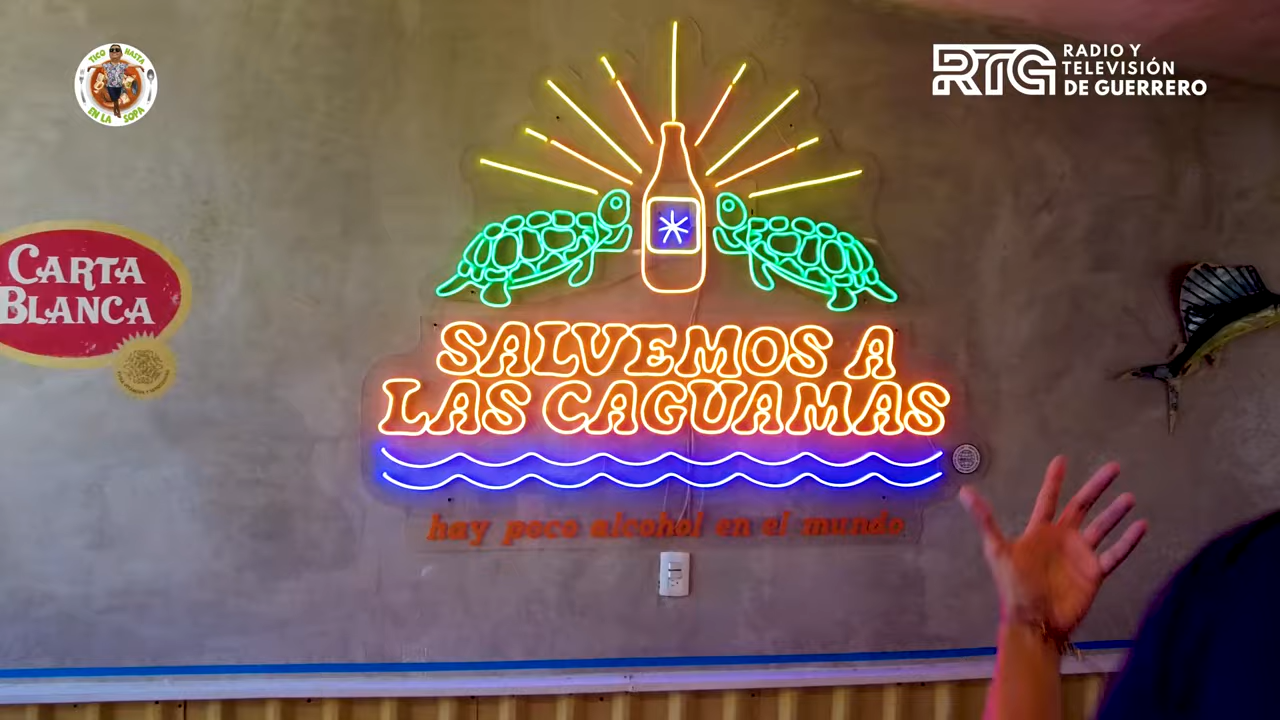 TICO HASTA
EN LA SOPA
RTG
RADIO Y
TELEVISIÓN
DE GUERRERO
CARTA
BLANCA
SALVEMOS A
LAS CAGUAMAS
hay poco alcohol en el mundo